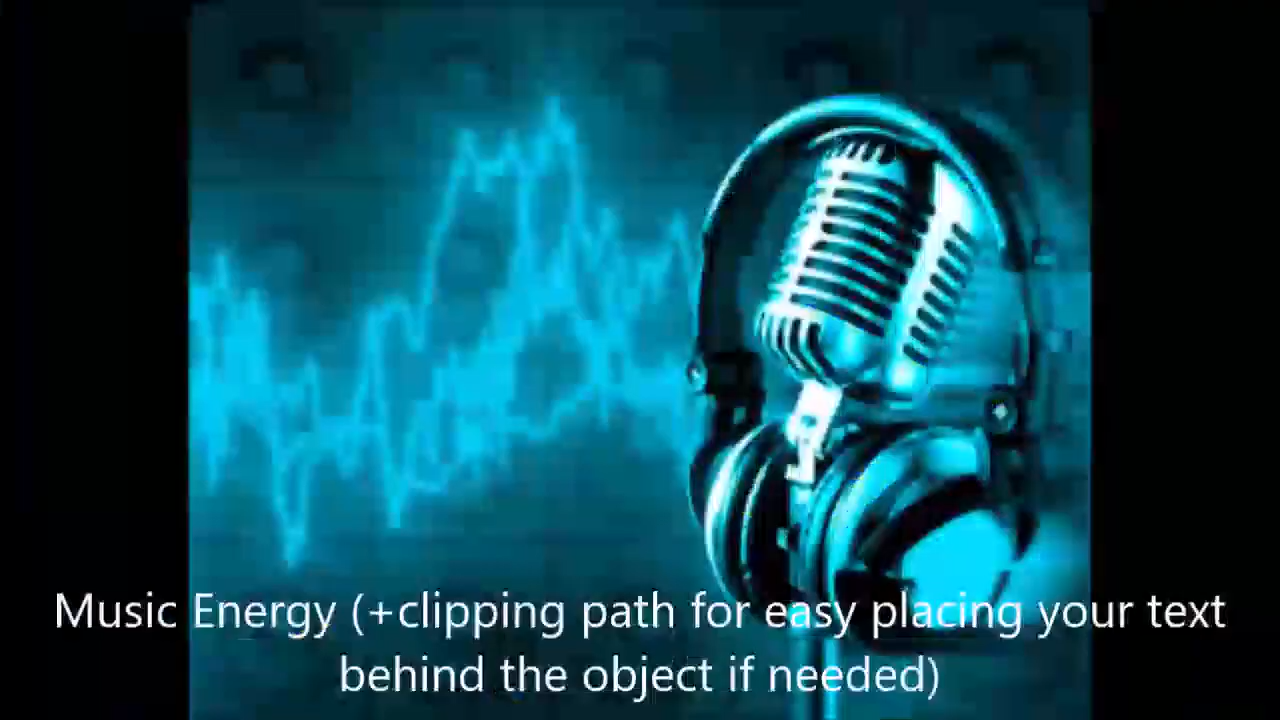 Music Energy (+clipping path for easy placing your text
behind the object if needed)